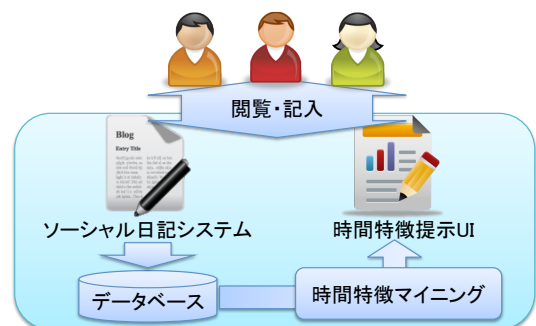 閲覧・記入
Blog
Entry Title
ソーシャル日記システム
時間特徴提示UI
データベース
時間特徴マイニング